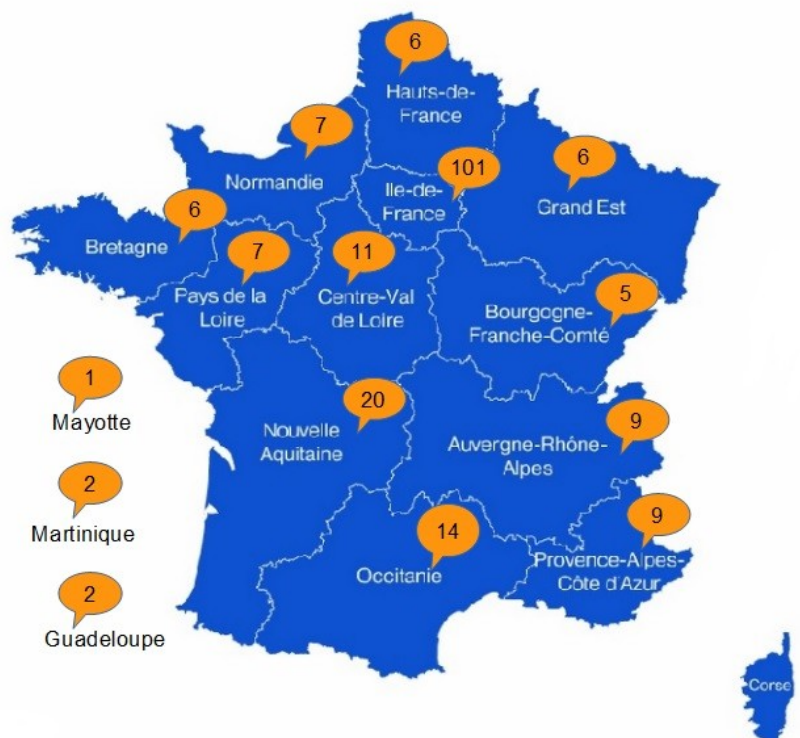 6
Hauts-de-
France
7
Normandie
101
Ile-de-
France
6
Grand Est
6
Bretagne
7
Pays de la
Loire
11
Centre-Val
de Loire
5
Bourgogne-
Franche-Comté
1
Mayotte
20
Nouvelle
Aquitaine
9
Auvergne-Rhône-
Alpes
2
Martinique
14
Occitanie
9
Provence-Alpes-
Côte d'Azur
2
Guadeloupe
Corse